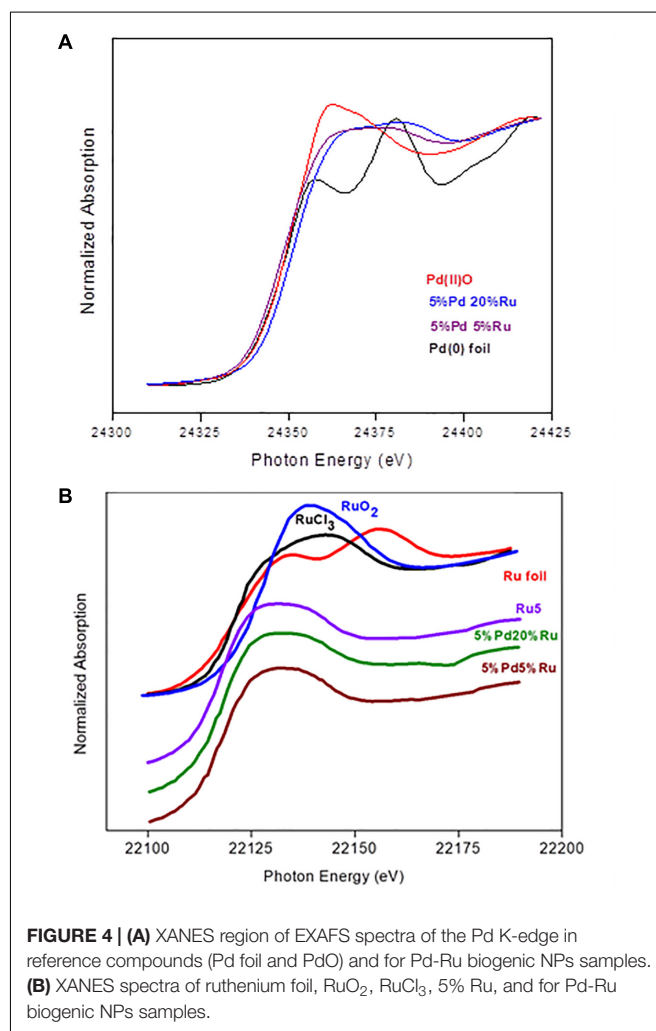 A
Normalized Absorption
Pd(II)O
5%Pd 20%Ru
5%Pd 5%Ru
Pd(0) foil
24300 24325 24350 24375 24400 24425
Photon Energy (eV)
B
Normalized Absorption
RuO2
RuCl3
Ru foil
Ru5
5%Pd20%Ru
5%Pd5%Ru
22100 22125 22150 22175 22200
Photon Energy (eV)
FIGURE 4 | (A) XANES region of EXAFS spectra of the Pd K-edge in
reference compounds (Pd foil and PdO) and for Pd-Ru biogenic NPs samples.
(B) XANES spectra of ruthenium foil, RuO2, RuCl3, 5% Ru, and for Pd-Ru
biogenic NPs samples.